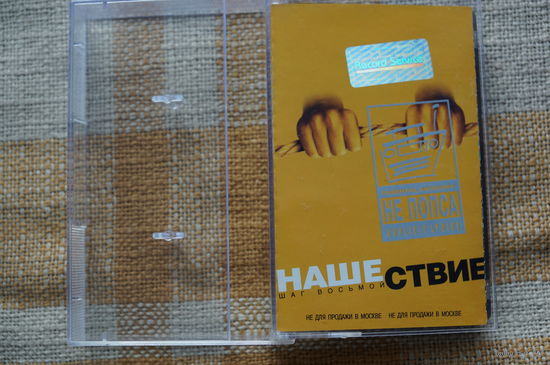 Record Service
НЕ ПОПСА
НАШЕСТВИЕ
ШАГ ВОСЬМОЙ
НЕ ДЛЯ ПРОДАЖИ В МОСКВЕ НЕ ДЛЯ ПРОДАЖИ В МОСКВЕ